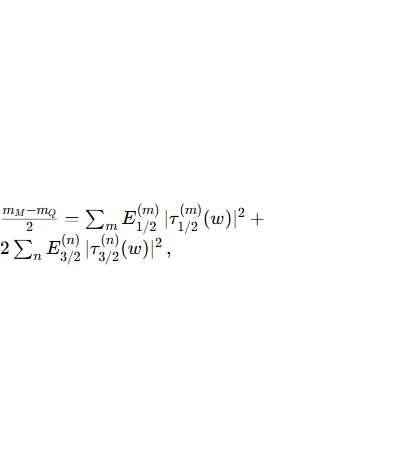 \frac{m_M - m_Q}{2} = \sum_m E_{1/2}^{(m)} |\tau_{1/2}^{(m)}(w)|^2 +
2 \sum_n E_{3/2}^{(n)} |\tau_{3/2}^{(n)}(w)|^2 ,